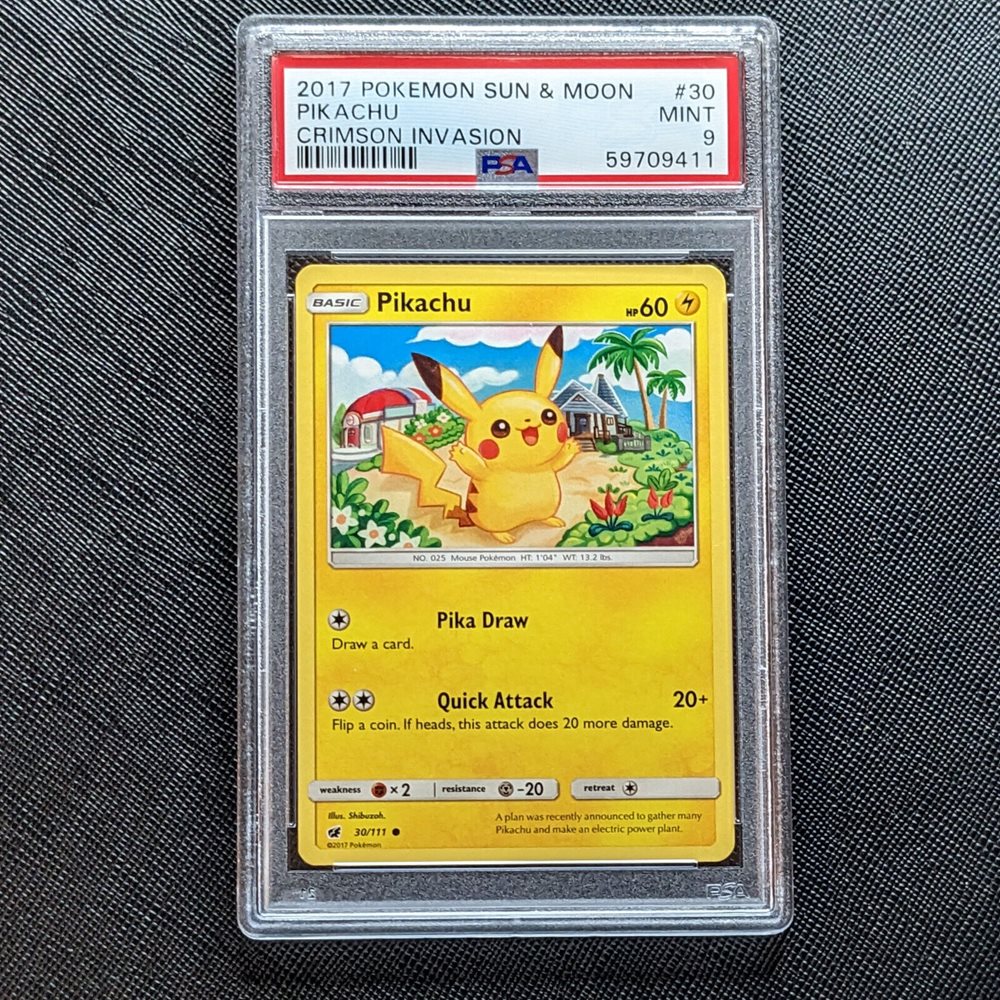 2017 POKEMON SUN & MOON #30
PIKACHU MINT
CRIMSON INVASION 9
PSA 59709411
BASIC Pikachu HP60
NO. 025 Mouse Pokémon HT: 1'04" WT: 13.2 lbs.
Pika Draw
Draw a card.
Quick Attack 20+
Flip a coin. If heads, this attack does 20 more damage.
weakness ×2 resistance -20 retreat
Illus. Shibuzoh.
A plan was recently announced to gather many
30/111
Pikachu and make an electric power plant.
©2017 Pokémon
PSA